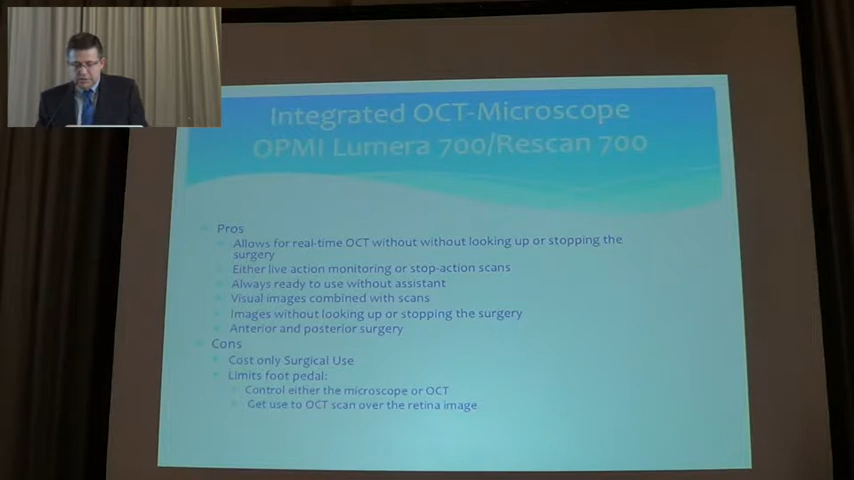 Integrated OCT-Microscope
OPMI Lumera 700/Rescan 700
Pros
Allows for real-time OCT without without looking up or stopping the
surgery
Either live action monitoring or stop-action scans
Always ready to use without assistant
Visual images combined with scans
Images without looking up or stopping the surgery
Anterior and posterior surgery
Cons
Cost only Surgical Use
Limits foot pedal:
Control either the microscope or OCT
Get use to OCT scan over the retina image